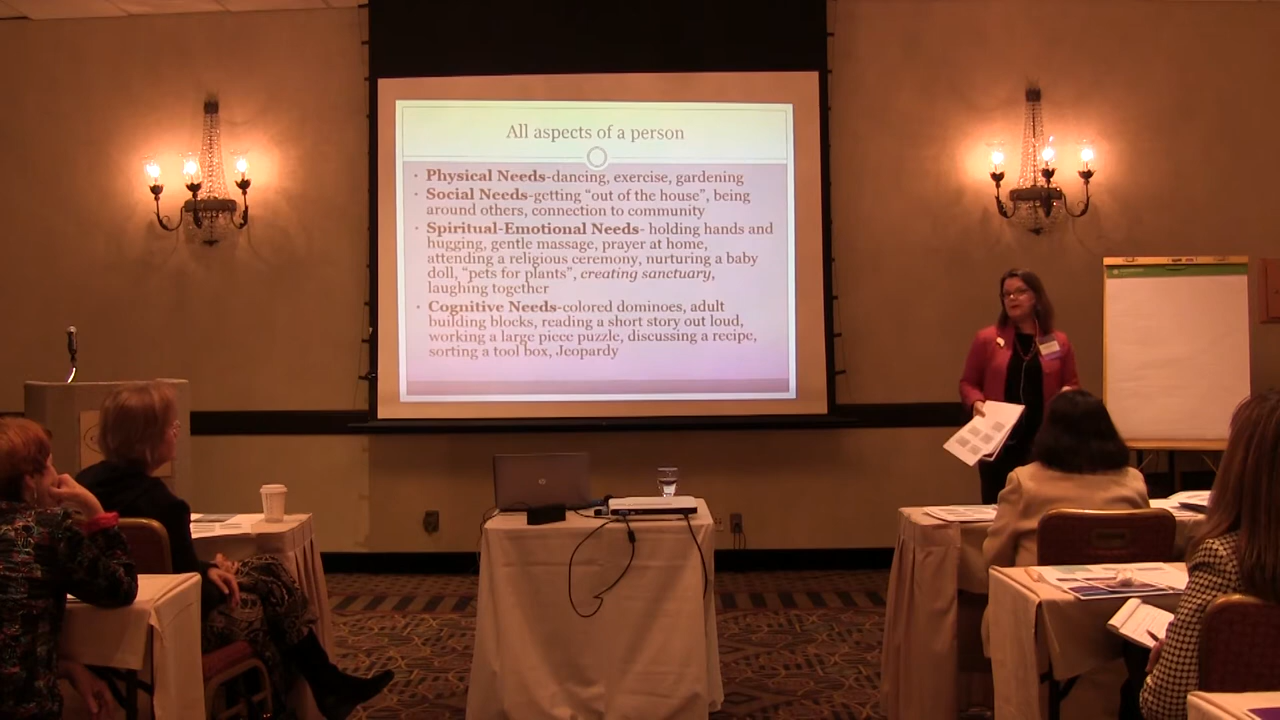 All aspects of a person
· Physical Needs-dancing, exercise, gardening
· Social Needs-getting “out of the house”, being
around others, connection to community
· Spiritual-Emotional Needs- holding hands and
hugging, gentle massage, prayer at home,
attending a religious ceremony, nurturing a baby
doll, “pets for plants”, creating sanctuary,
laughing together
· Cognitive Needs-colored dominoes, adult
building blocks, reading a short story out loud,
working a large piece puzzle, discussing a recipe,
sorting a tool box, Jeopardy